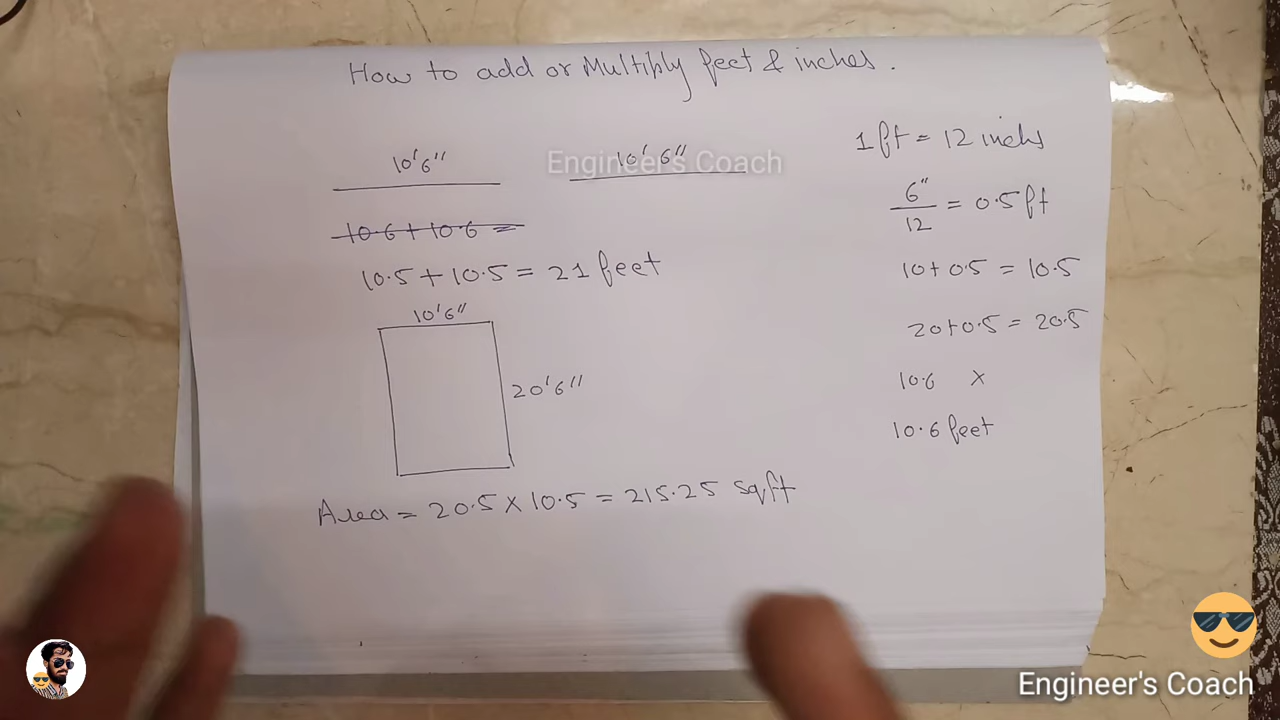 How to add or Multiply feet & inches.
10'6" 10'6"
Engineer's Coach
10.6 + 10.6 =
10.5 + 10.5 = 21 feet
10'6"
20'6"
Area = 20.5 X 10.5 = 215.25 Sqft
1 ft = 12 inchs
6"
12
= 0.5 ft
10 + 0.5 = 10.5
20 + 0.5 = 20.5
10.6 X
10.6 feet
Engineer's Coach